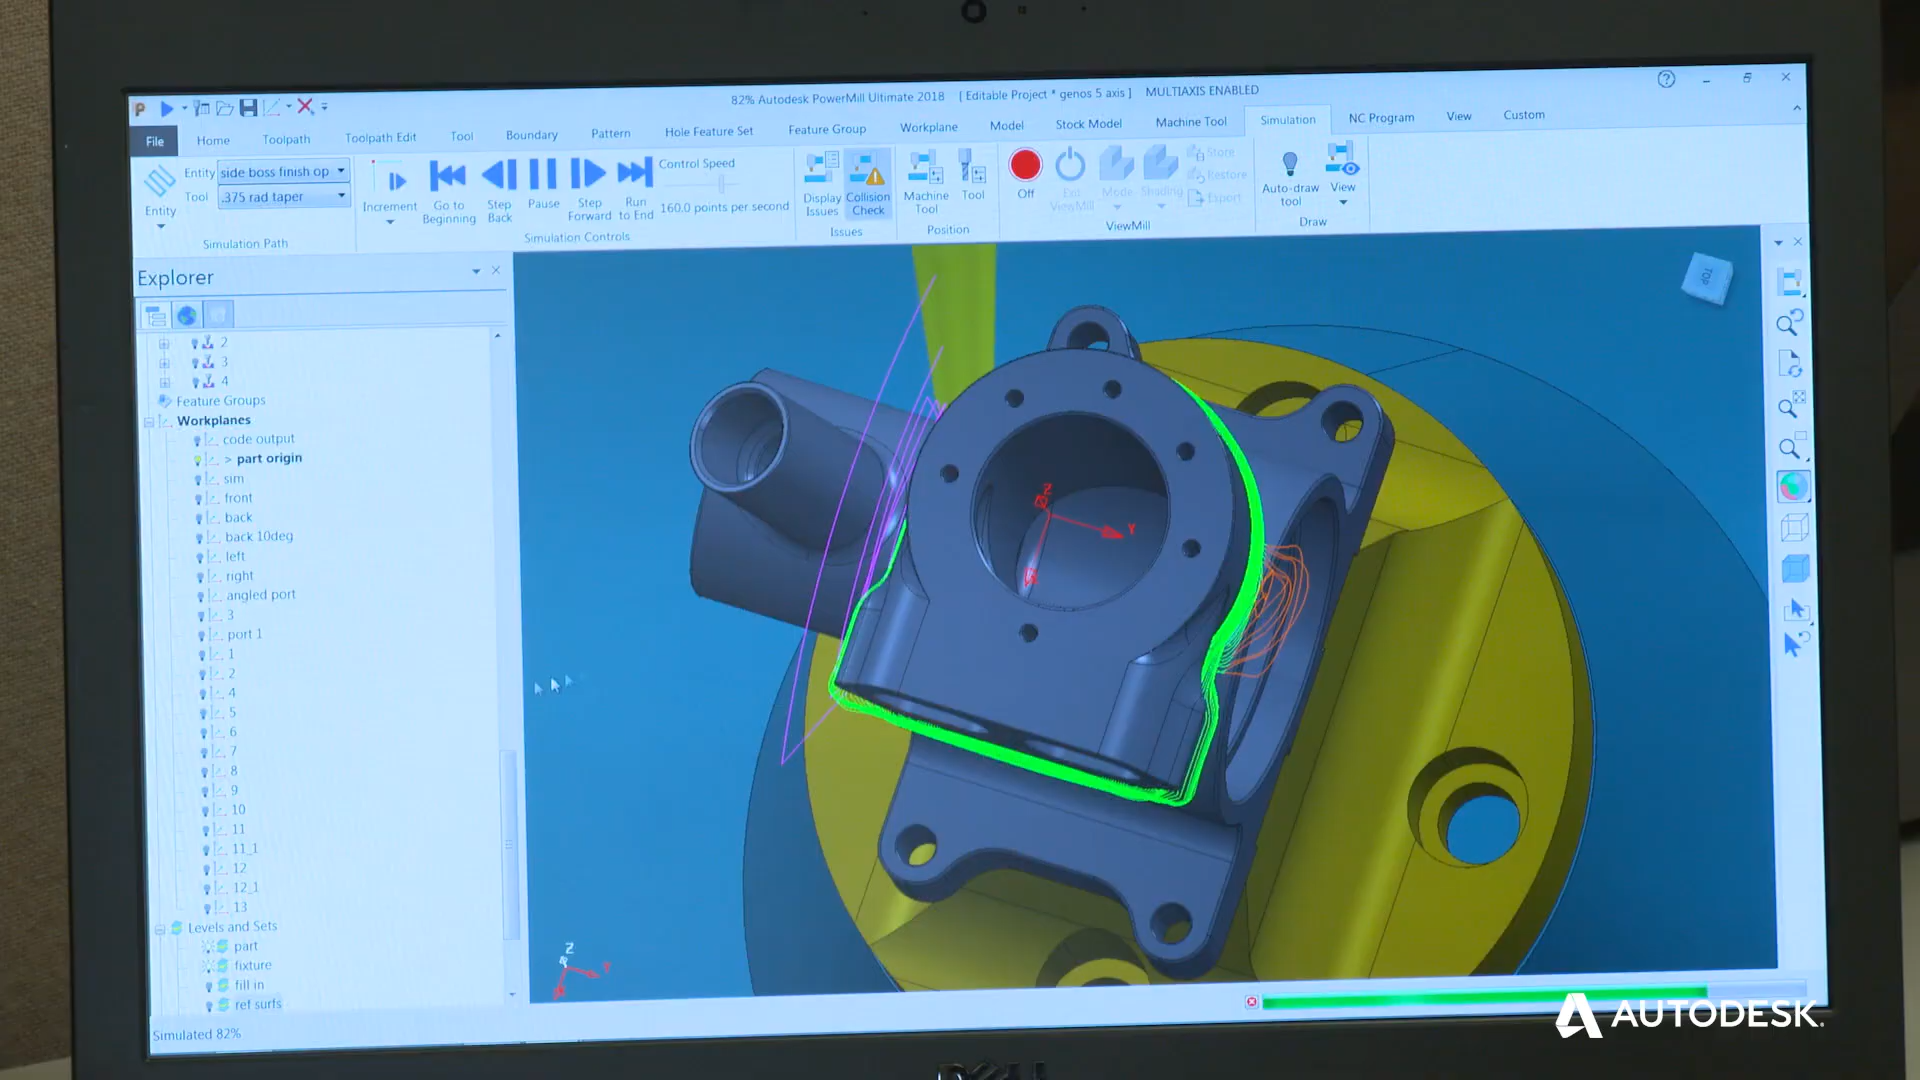 82% Autodesk PowerMill Ultimate 2018 [ Editable Project * genos 5 axis ] MULTIAXIS ENABLED
File Home Toolpath Toolpath Edit Tool Boundary Pattern Hole Feature Set Feature Group Workplane Model Stock Model Machine Tool Simulation NC Program View Custom
Entity side boss finish op
Tool .375 rad taper
Entity
Simulation Path
Increment
Go to Beginning
Step Back
Pause
Step Forward
Run to End
Control Speed
160.0 points per second
Simulation Controls
Display Issues
Collision Check
Issues
Machine Tool
Tool
Position
Off
Exit ViewMill
Mode
Shading
Store
Restore
Export
ViewMill
Auto-draw tool
View
Draw
Explorer
2
3
4
Feature Groups
Workplanes
code output
> part origin
sim
front
back
back 10deg
left
right
angled port
3
port 1
1
2
4
5
6
7
8
9
10
11
11_1
12
12_1
13
Levels and Sets
part
fixture
fill in
ref surfs
Simulated 82%
TOP
Z
Y
Z
Y
AUTODESK.